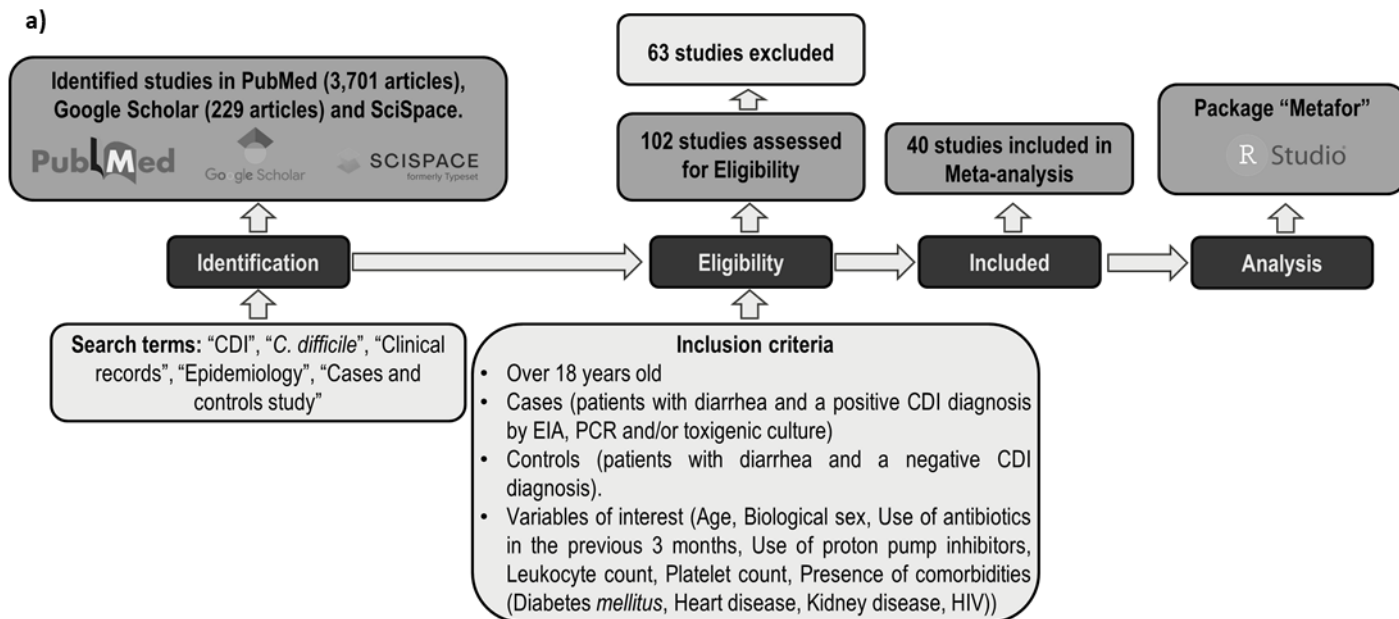 a)
63 studies excluded
Identified studies in PubMed (3,701 articles),
Google Scholar (229 articles) and SciSpace.
PubMed
Google Scholar
SCISPACE
formerly Typeset
102 studies assessed
for Eligibility
40 studies included in
Meta-analysis
Package “Metafor”
R Studio
Identification
Eligibility
Included
Analysis
Search terms: “CDI”, “C. difficile”, “Clinical
records”, “Epidemiology”, “Cases and
controls study”
Inclusion criteria
• Over 18 years old
• Cases (patients with diarrhea and a positive CDI diagnosis
by EIA, PCR and/or toxigenic culture)
• Controls (patients with diarrhea and a negative CDI
diagnosis).
• Variables of interest (Age, Biological sex, Use of antibiotics
in the previous 3 months, Use of proton pump inhibitors,
Leukocyte count, Platelet count, Presence of comorbidities
(Diabetes mellitus, Heart disease, Kidney disease, HIV))